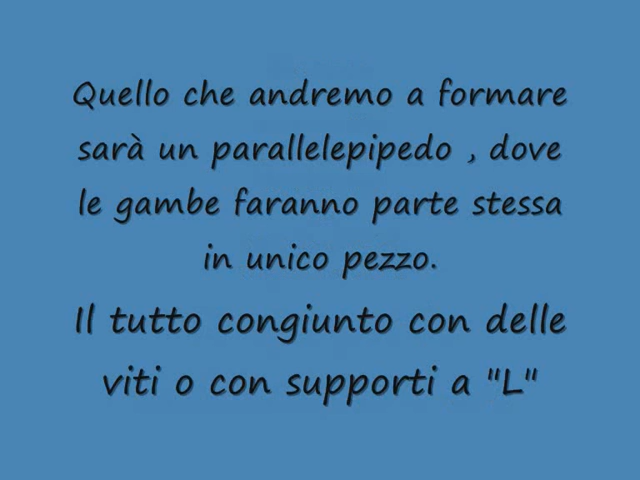 Quello che andremo a formare
sarà un parallelepipedo , dove
le gambe faranno parte stessa
in unico pezzo.
Il tutto congiunto con delle
viti o con supporti a "L"